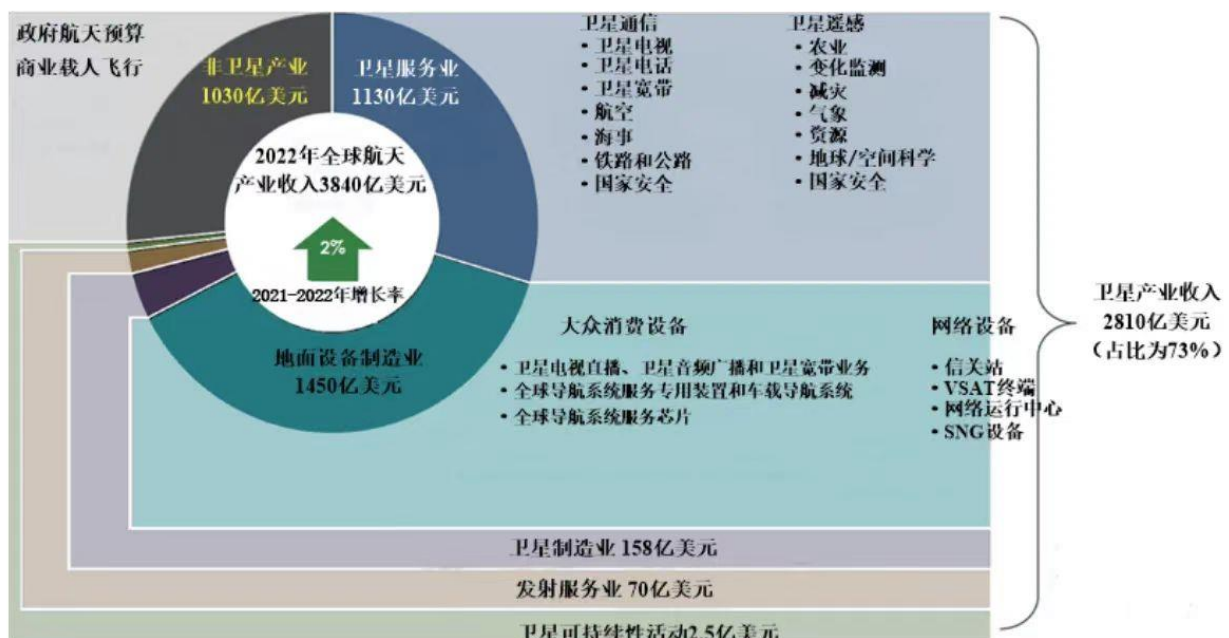 政府航天预算
商业载人飞行
非卫星产业
1030亿美元
卫星服务业
1130亿美元
卫星通信
• 卫星电视
• 卫星电话
• 卫星宽带
• 航空
• 海事
• 铁路和公路
• 国家安全
卫星遥感
• 农业
• 变化监测
• 减灾
• 气象
• 资源
• 地球/空间科学
• 国家安全
2022年全球航天
产业收入3840亿美元
2%
2021-2022年增长率
地面设备制造业
1450亿美元
大众消费设备
• 卫星电视直播、卫星音频广播和卫星宽带业务
• 全球导航系统服务专用装置和车载导航系统
• 全球导航系统服务芯片
网络设备
• 信关站
• VSAT终端
• 网络运行中心
• SNG设备
卫星产业收入
2810亿美元
（占比为73%）
卫星制造业 158亿美元
发射服务业 70亿美元
卫星可持续性活动2.5亿美元